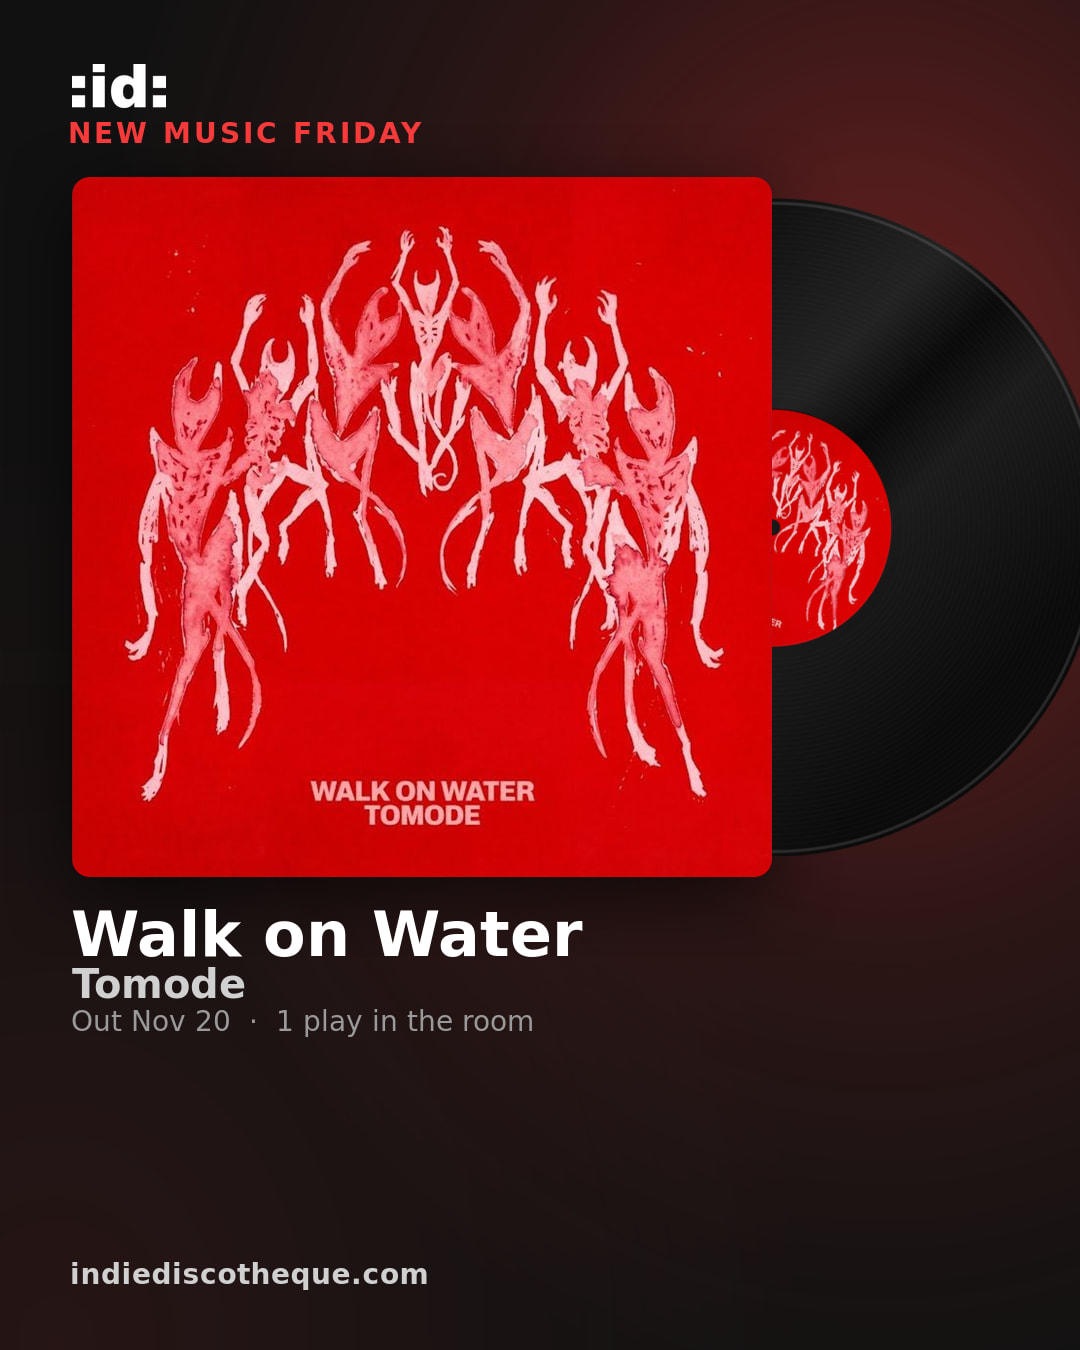 :id:
NEW MUSIC FRIDAY
WALK ON WATER
TOMODE
ER
Walk on Water
Tomode
Out Nov 20 · 1 play in the room
indiediscotheque.com